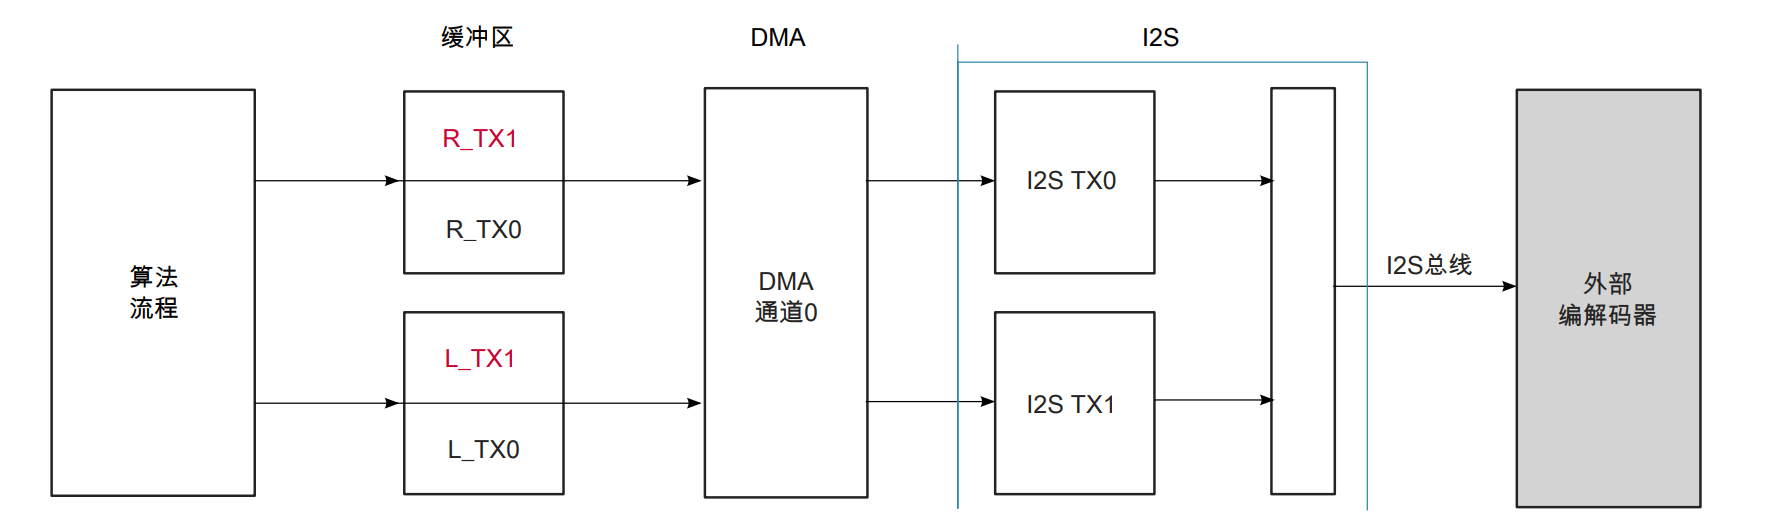 缓冲区
DMA
I2S
算法
流程
R_TX1
R_TX0
L_TX1
L_TX0
DMA
通道0
I2S TX0
I2S TX1
I2S总线
外部
编解码器